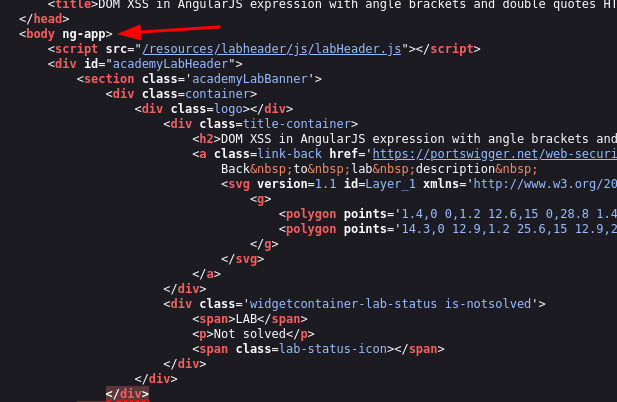 <title>DOM XSS in AngularJS expression with angle brackets and double quotes HT
</head>
<body ng-app>
<script src="/resources/labheader/js/labHeader.js"></script>
<div id="academyLabHeader">
<section class='academyLabBanner'>
<div class=container>
<div class=logo></div>
<div class=title-container>
<h2>DOM XSS in AngularJS expression with angle brackets and
<a class=link-back href='https://portswigger.net/web-securi
Back&nbsp;to&nbsp;lab&nbsp;description&nbsp;
<svg version=1.1 id=Layer_1 xmlns='http://www.w3.org/20
<g>
<polygon points='1.4,0 0,1.2 12.6,15 0,28.8 1.4
<polygon points='14.3,0 12.9,1.2 25.6,15 12.9,2
</g>
</svg>
</a>
</div>
<div class='widgetcontainer-lab-status is-notsolved'>
<span>LAB</span>
<p>Not solved</p>
<span class=lab-status-icon></span>
</div>
</div>
</div>